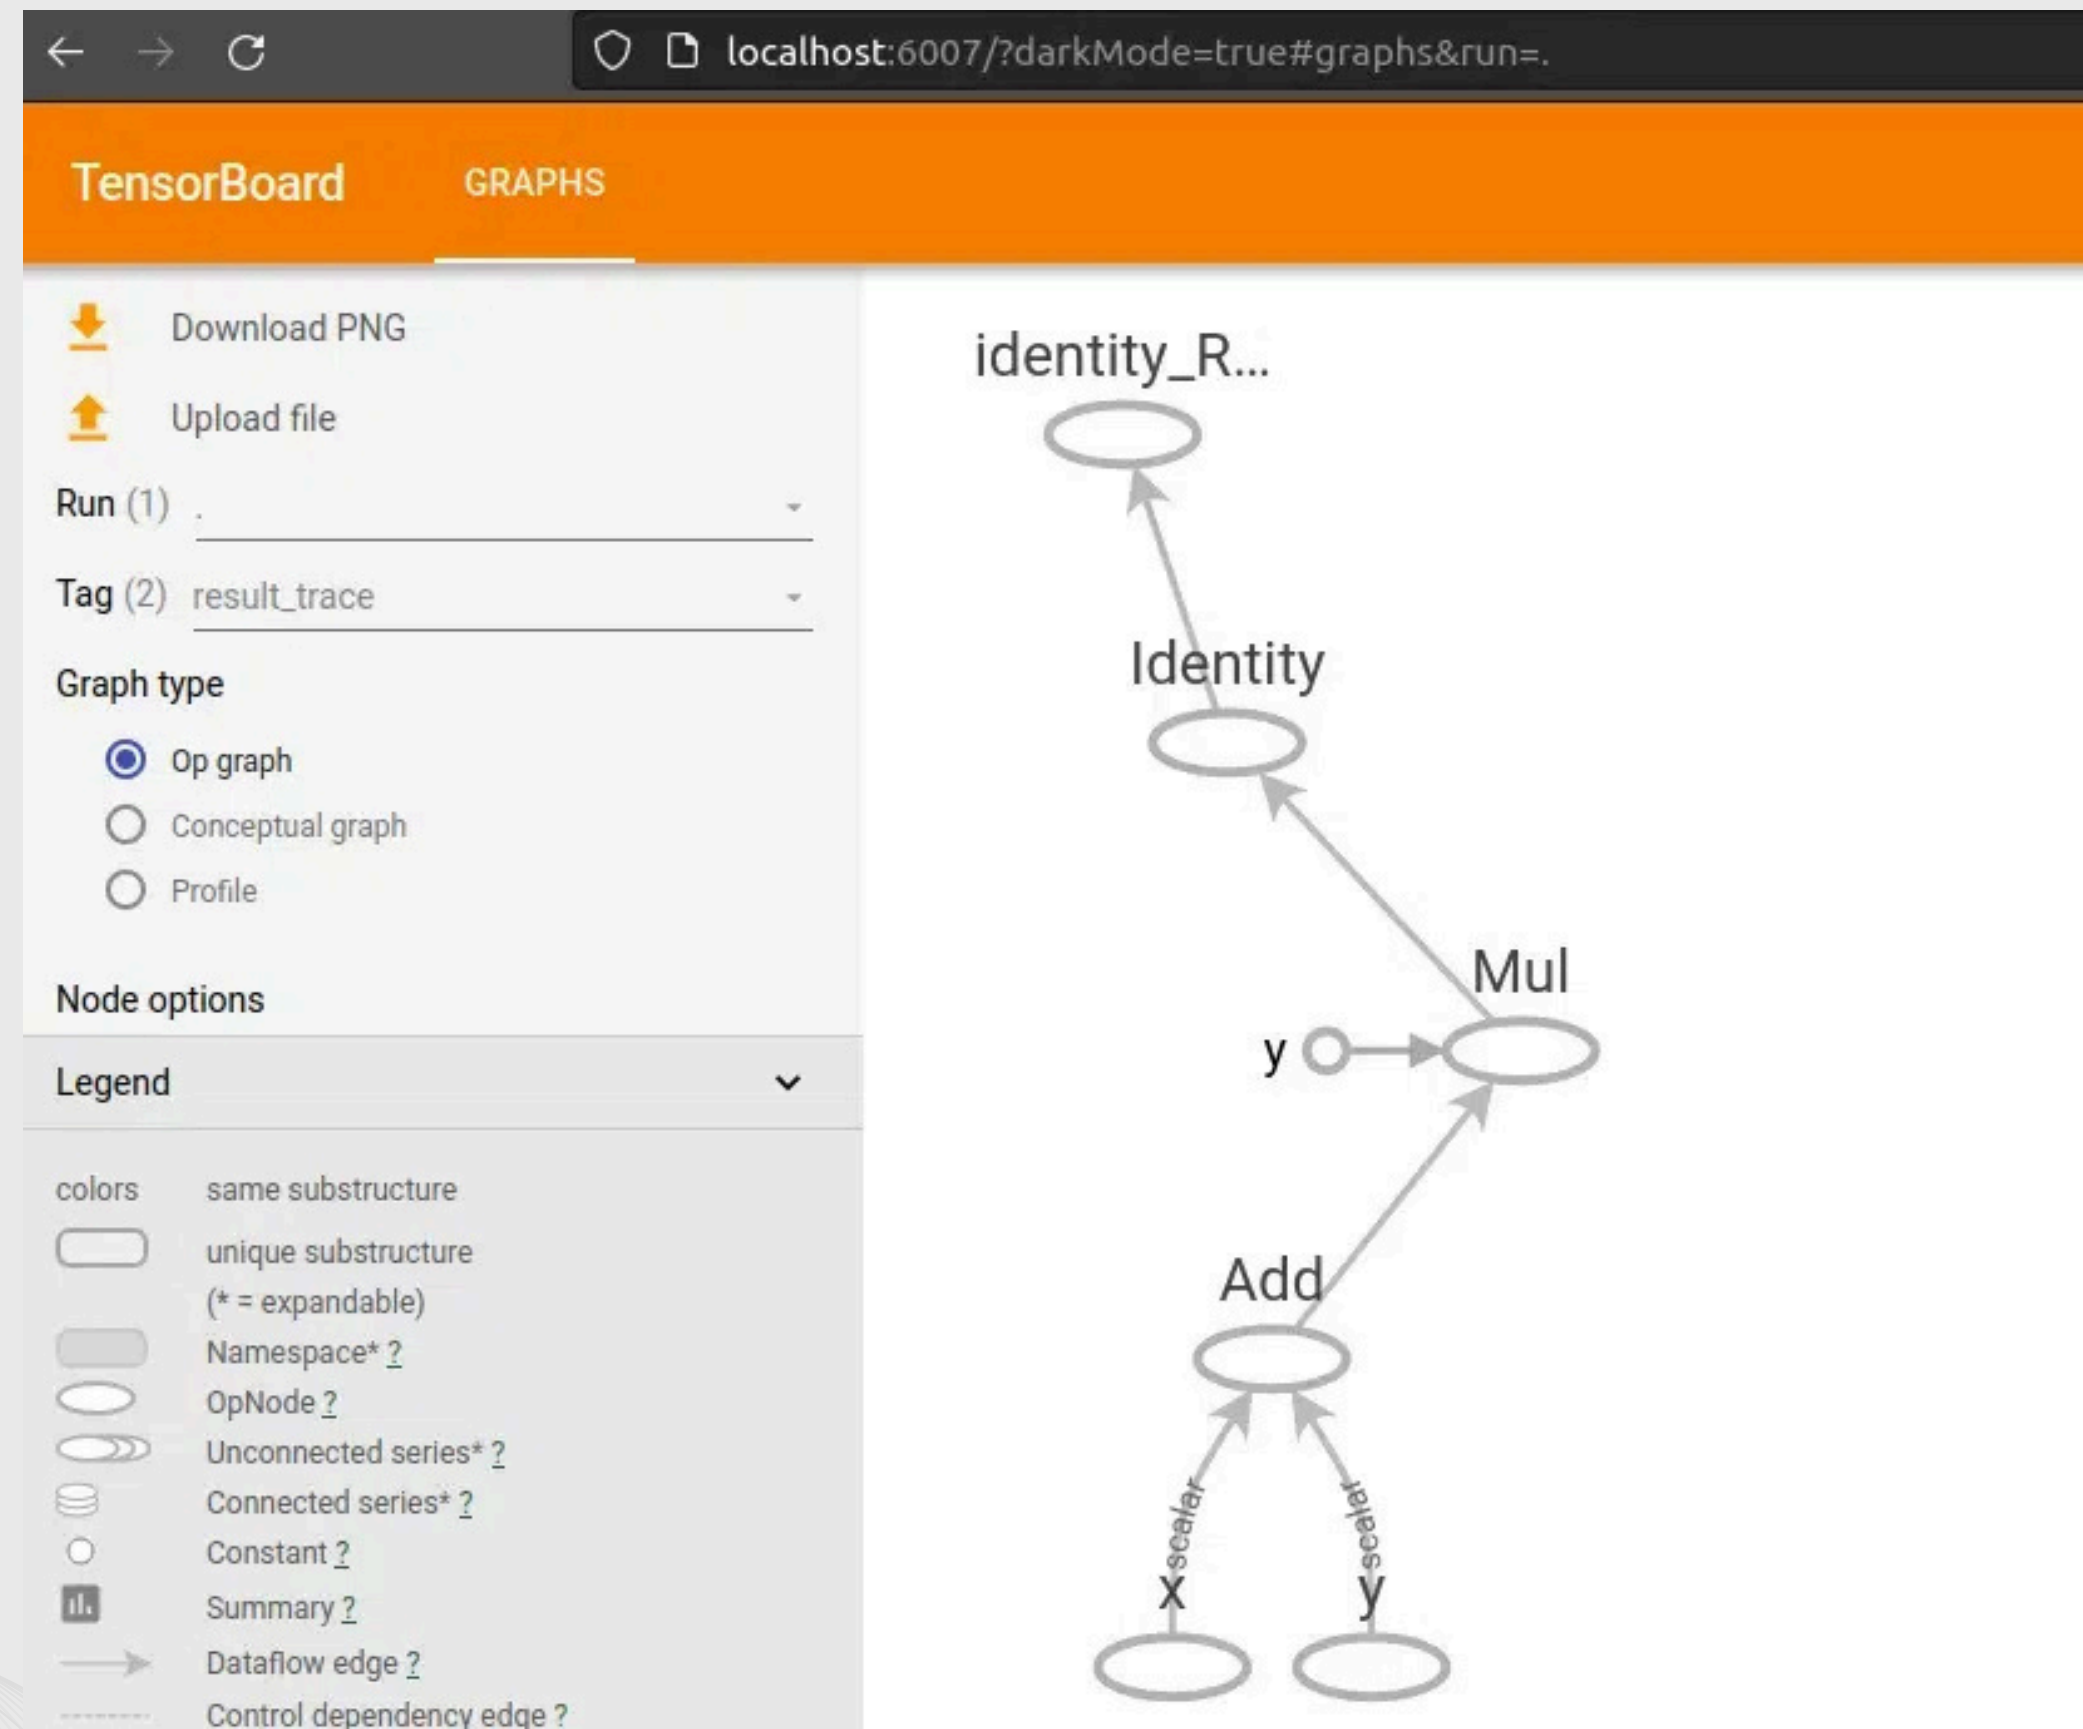 localhost:6007/?darkMode=true#graphs&run=.
TensorBoard GRAPHS
Download PNG
Upload file
Run (1) .
Tag (2) result_trace
Graph type
Op graph
Conceptual graph
Profile
Node options
Legend
colors same substructure
unique substructure
(* = expandable)
Namespace* ?
OpNode ?
Unconnected series* ?
Connected series* ?
Constant ?
Summary ?
Dataflow edge ?
Control dependency edge ?
identity_R...
Identity
Mul
y
Add
scalar
scalar
x
y